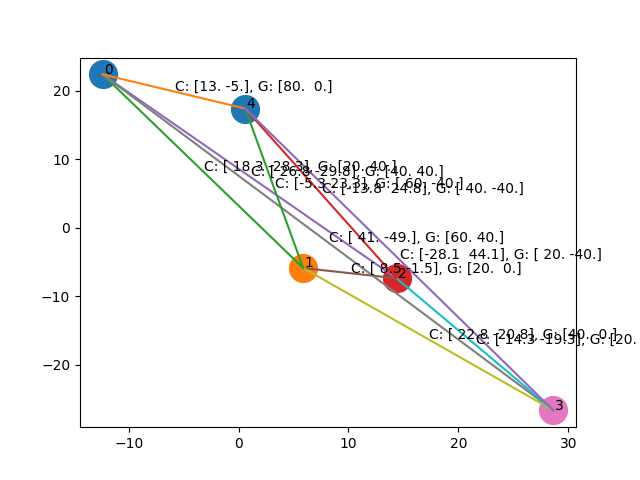 0
4
C: [13. -5.], G: [80. 0.]
C: [ 18.3 -28.3], G: [20. 40.]
C: [-26.8 -29.8], G: [40. 40.]
C: [-5.3 23.3], G: [ 60. -40.]
C: [-13.8 24.8], G: [ 40. -40.]
C: [ 41. -49.], G: [60. 40.]
C: [-28.1 44.1], G: [ 20. -40.]
1
2
C: [ 8.5 -1.5], G: [20. 0.]
C: [ 22.8 -20.8], G: [40. 0.]
C: [ 14.3 -19.3], G: [20.
3
20
10
0
−10
−20
−10
0
10
20
30